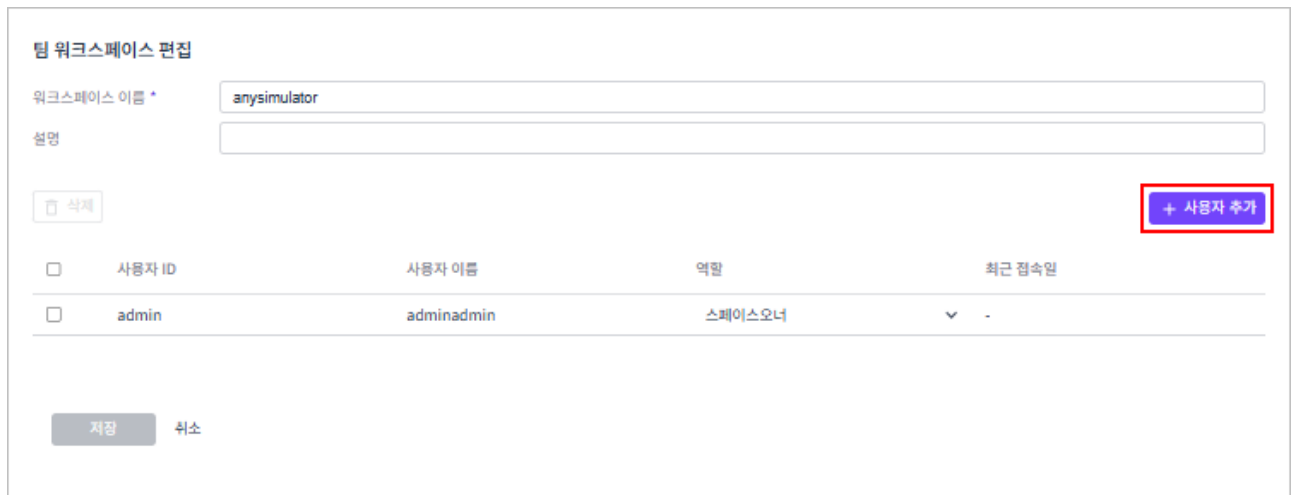 팀 워크스페이스 편집
워크스페이스 이름 * anysimulator
설명
삭제 + 사용자 추가
사용자 ID 사용자 이름 역할 최근 접속일
admin adminadmin 스페이스오너 -
저장 취소